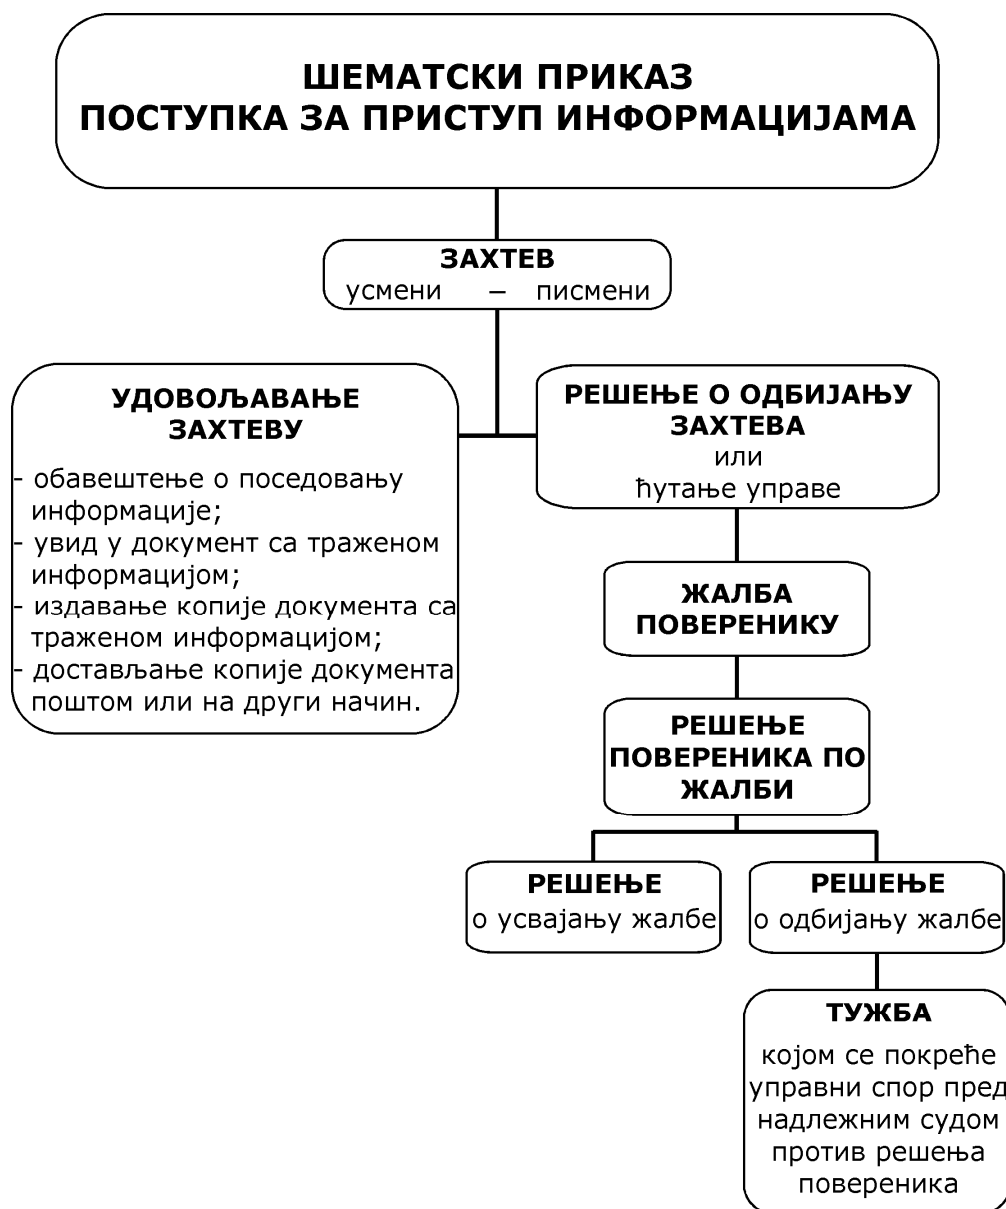 ШЕМАТСКИ ПРИКАЗ
ПОСТУПКА ЗА ПРИСТУП ИНФОРМАЦИЈАМА
ЗАХТЕВ
усмени – писмени
УДОВОЉАВАЊЕ
ЗАХТЕВУ
- обавештење о поседовању
информације;
- увид у документ са траженом
информацијом;
- издавање копије документа са
траженом информацијом;
- достављање копије документа
поштом или на други начин.
РЕШЕЊЕ О ОДБИЈАЊУ
ЗАХТЕВА
или
ћутање управе
ЖАЛБА
ПОВЕРЕНИКУ
РЕШЕЊЕ
ПОВЕРЕНИКА ПО
ЖАЛБИ
РЕШЕЊЕ
о усвајању жалбе
РЕШЕЊЕ
о одбијању жалбе
ТУЖБА
којом се покреће
управни спор пред
надлежним судом
против решења
повереника